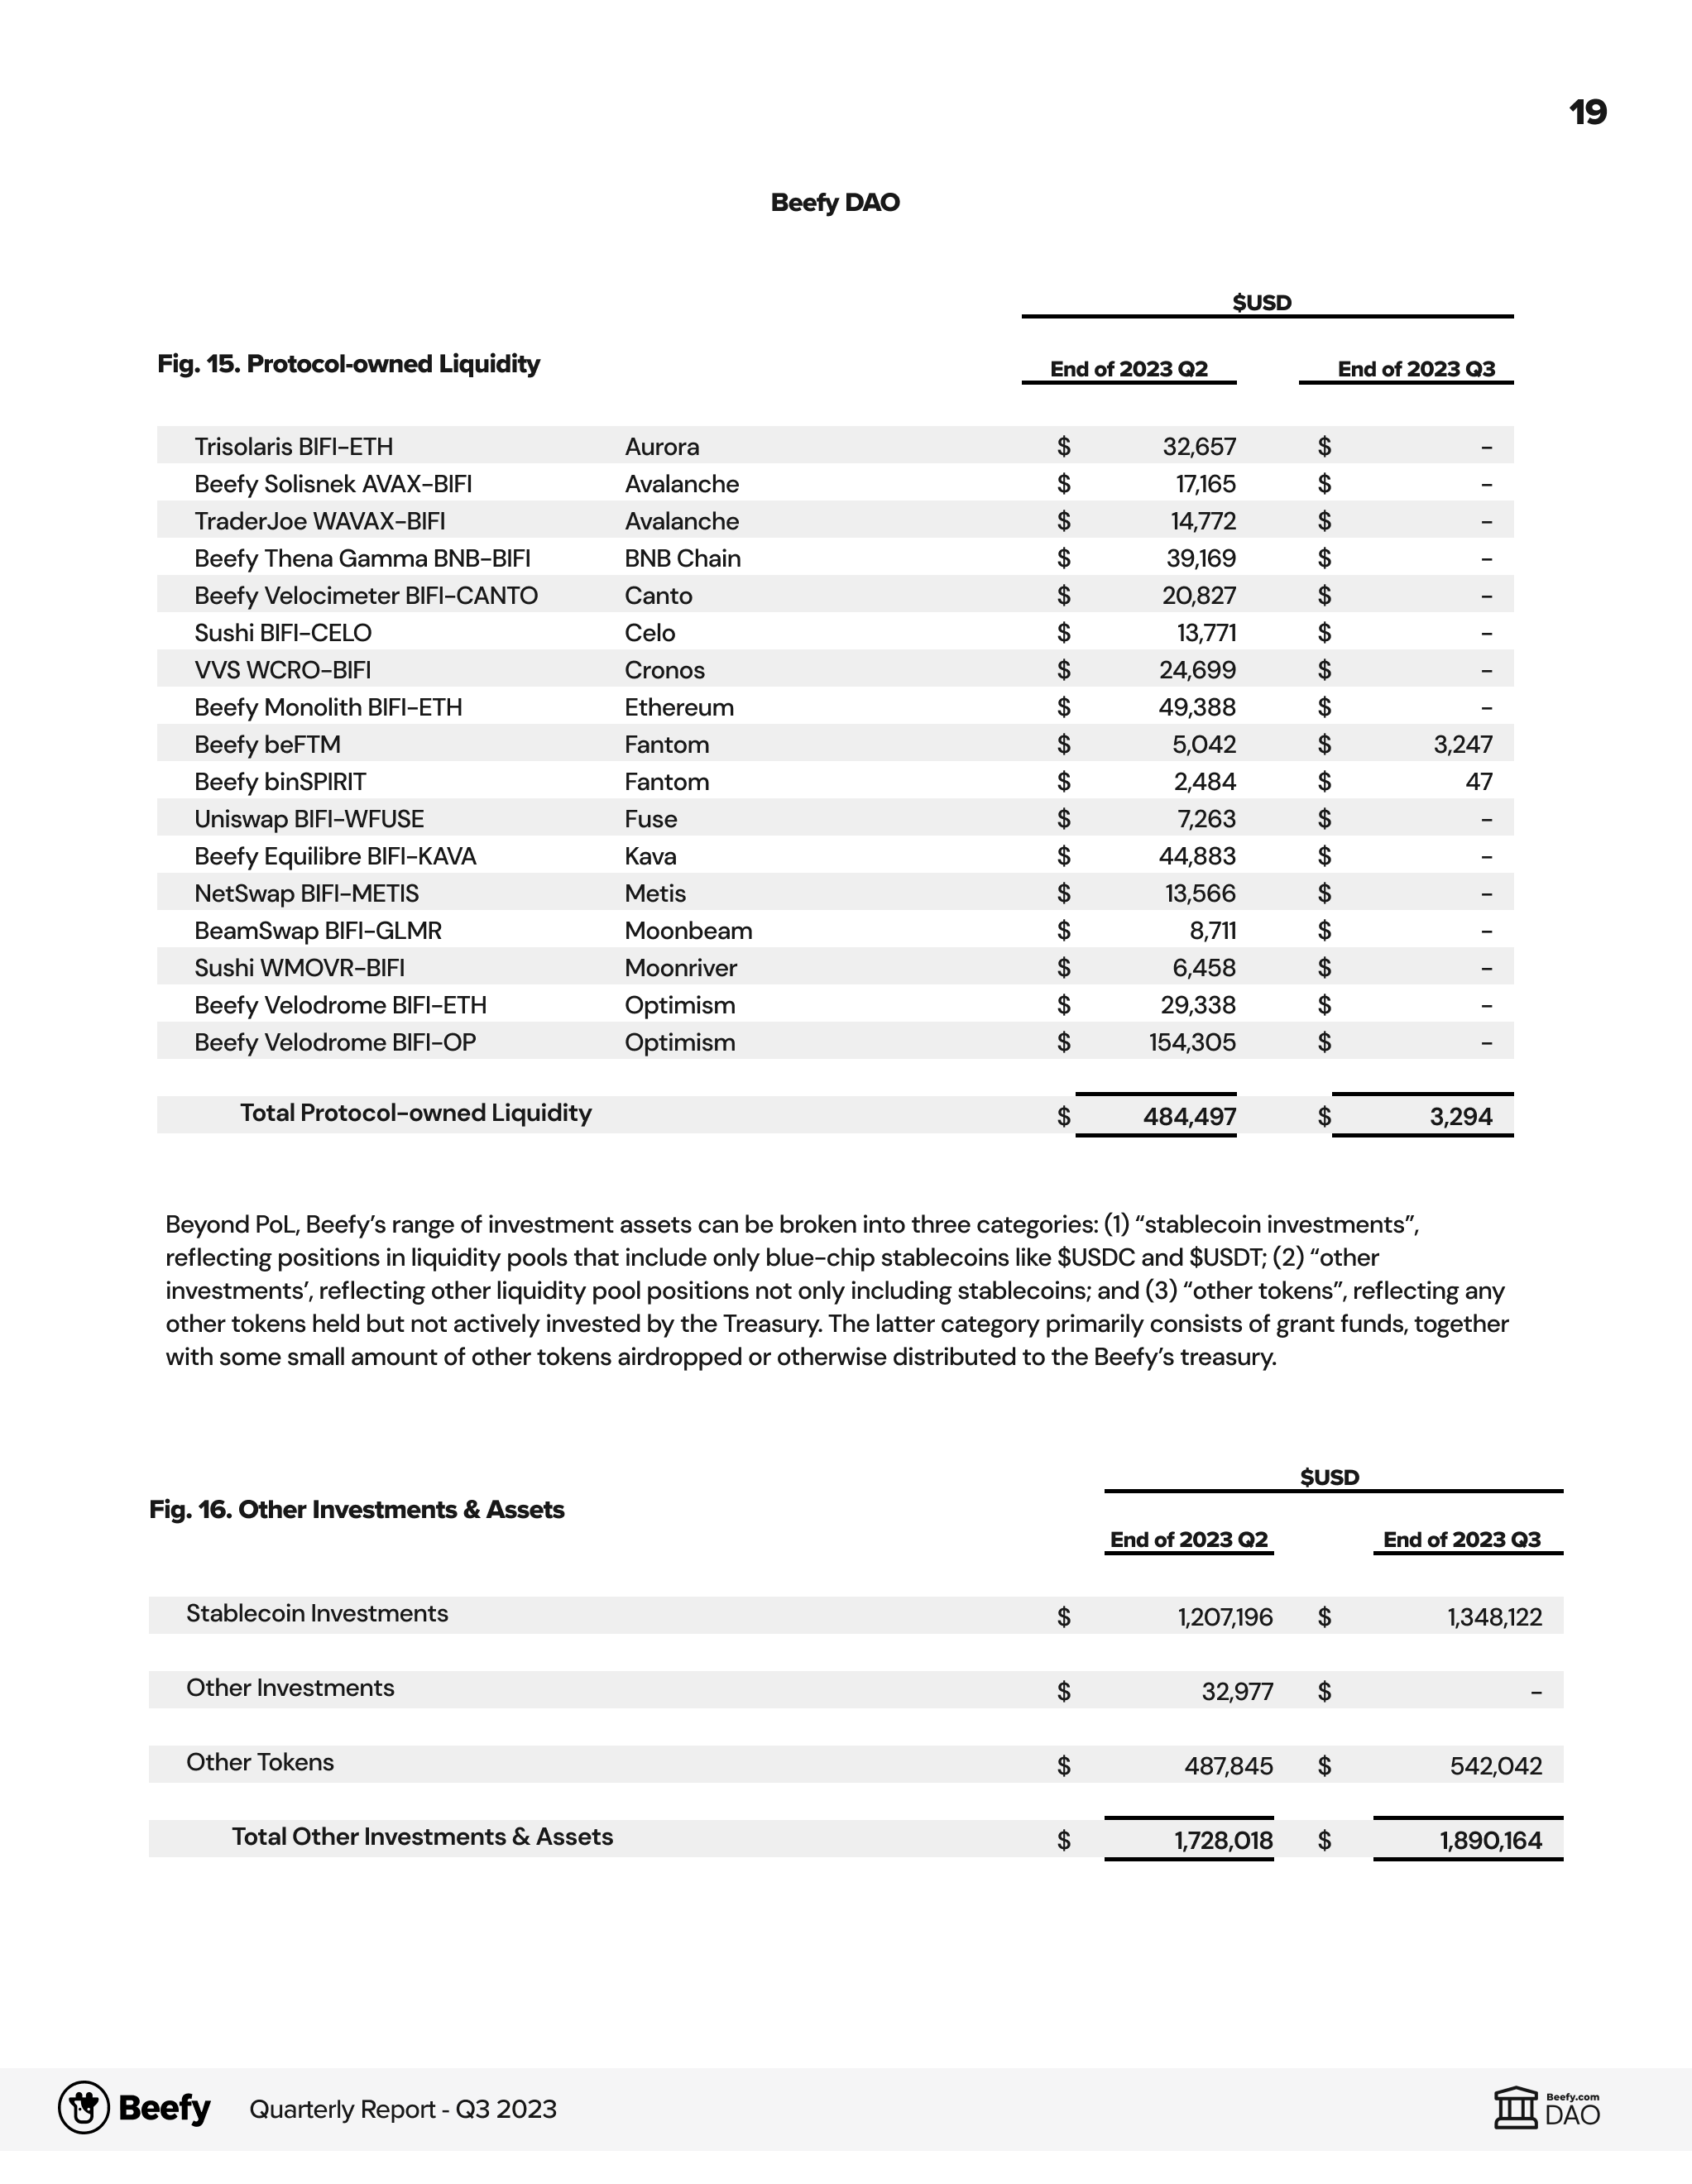 19
Beefy DAO
$USD
Fig. 15. Protocol-owned Liquidity End of 2023 Q2 End of 2023 Q3
Trisolaris BIFI-ETH Aurora $ 32,657 $ -
Beefy Solisnek AVAX-BIFI Avalanche $ 17,165 $ -
TraderJoe WAVAX-BIFI Avalanche $ 14,772 $ -
Beefy Thena Gamma BNB-BIFI BNB Chain $ 39,169 $ -
Beefy Velocimeter BIFI-CANTO Canto $ 20,827 $ -
Sushi BIFI-CELO Celo $ 13,771 $ -
VVS WCRO-BIFI Cronos $ 24,699 $ -
Beefy Monolith BIFI-ETH Ethereum $ 49,388 $ -
Beefy beFTM Fantom $ 5,042 $ 3,247
Beefy binSPIRIT Fantom $ 2,484 $ 47
Uniswap BIFI-WFUSE Fuse $ 7,263 $ -
Beefy Equilibre BIFI-KAVA Kava $ 44,883 $ -
NetSwap BIFI-METIS Metis $ 13,566 $ -
BeamSwap BIFI-GLMR Moonbeam $ 8,711 $ -
Sushi WMOVR-BIFI Moonriver $ 6,458 $ -
Beefy Velodrome BIFI-ETH Optimism $ 29,338 $ -
Beefy Velodrome BIFI-OP Optimism $ 154,305 $ -
Total Protocol-owned Liquidity $ 484,497 $ 3,294
Beyond PoL, Beefy's range of investment assets can be broken into three categories: (1) "stablecoin investments",
reflecting positions in liquidity pools that include only blue-chip stablecoins like $USDC and $USDT; (2) "other
investments', reflecting other liquidity pool positions not only including stablecoins; and (3) "other tokens", reflecting any
other tokens held but not actively invested by the Treasury. The latter category primarily consists of grant funds, together
with some small amount of other tokens airdropped or otherwise distributed to the Beefy's treasury.
$USD
Fig. 16. Other Investments & Assets
End of 2023 Q2 End of 2023 Q3
Stablecoin Investments $ 1,207,196 $ 1,348,122
Other Investments $ 32,977 $ -
Other Tokens $ 487,845 $ 542,042
Total Other Investments & Assets $ 1,728,018 $ 1,890,164
Beefy Quarterly Report - Q3 2023
Beefy.com
DAO